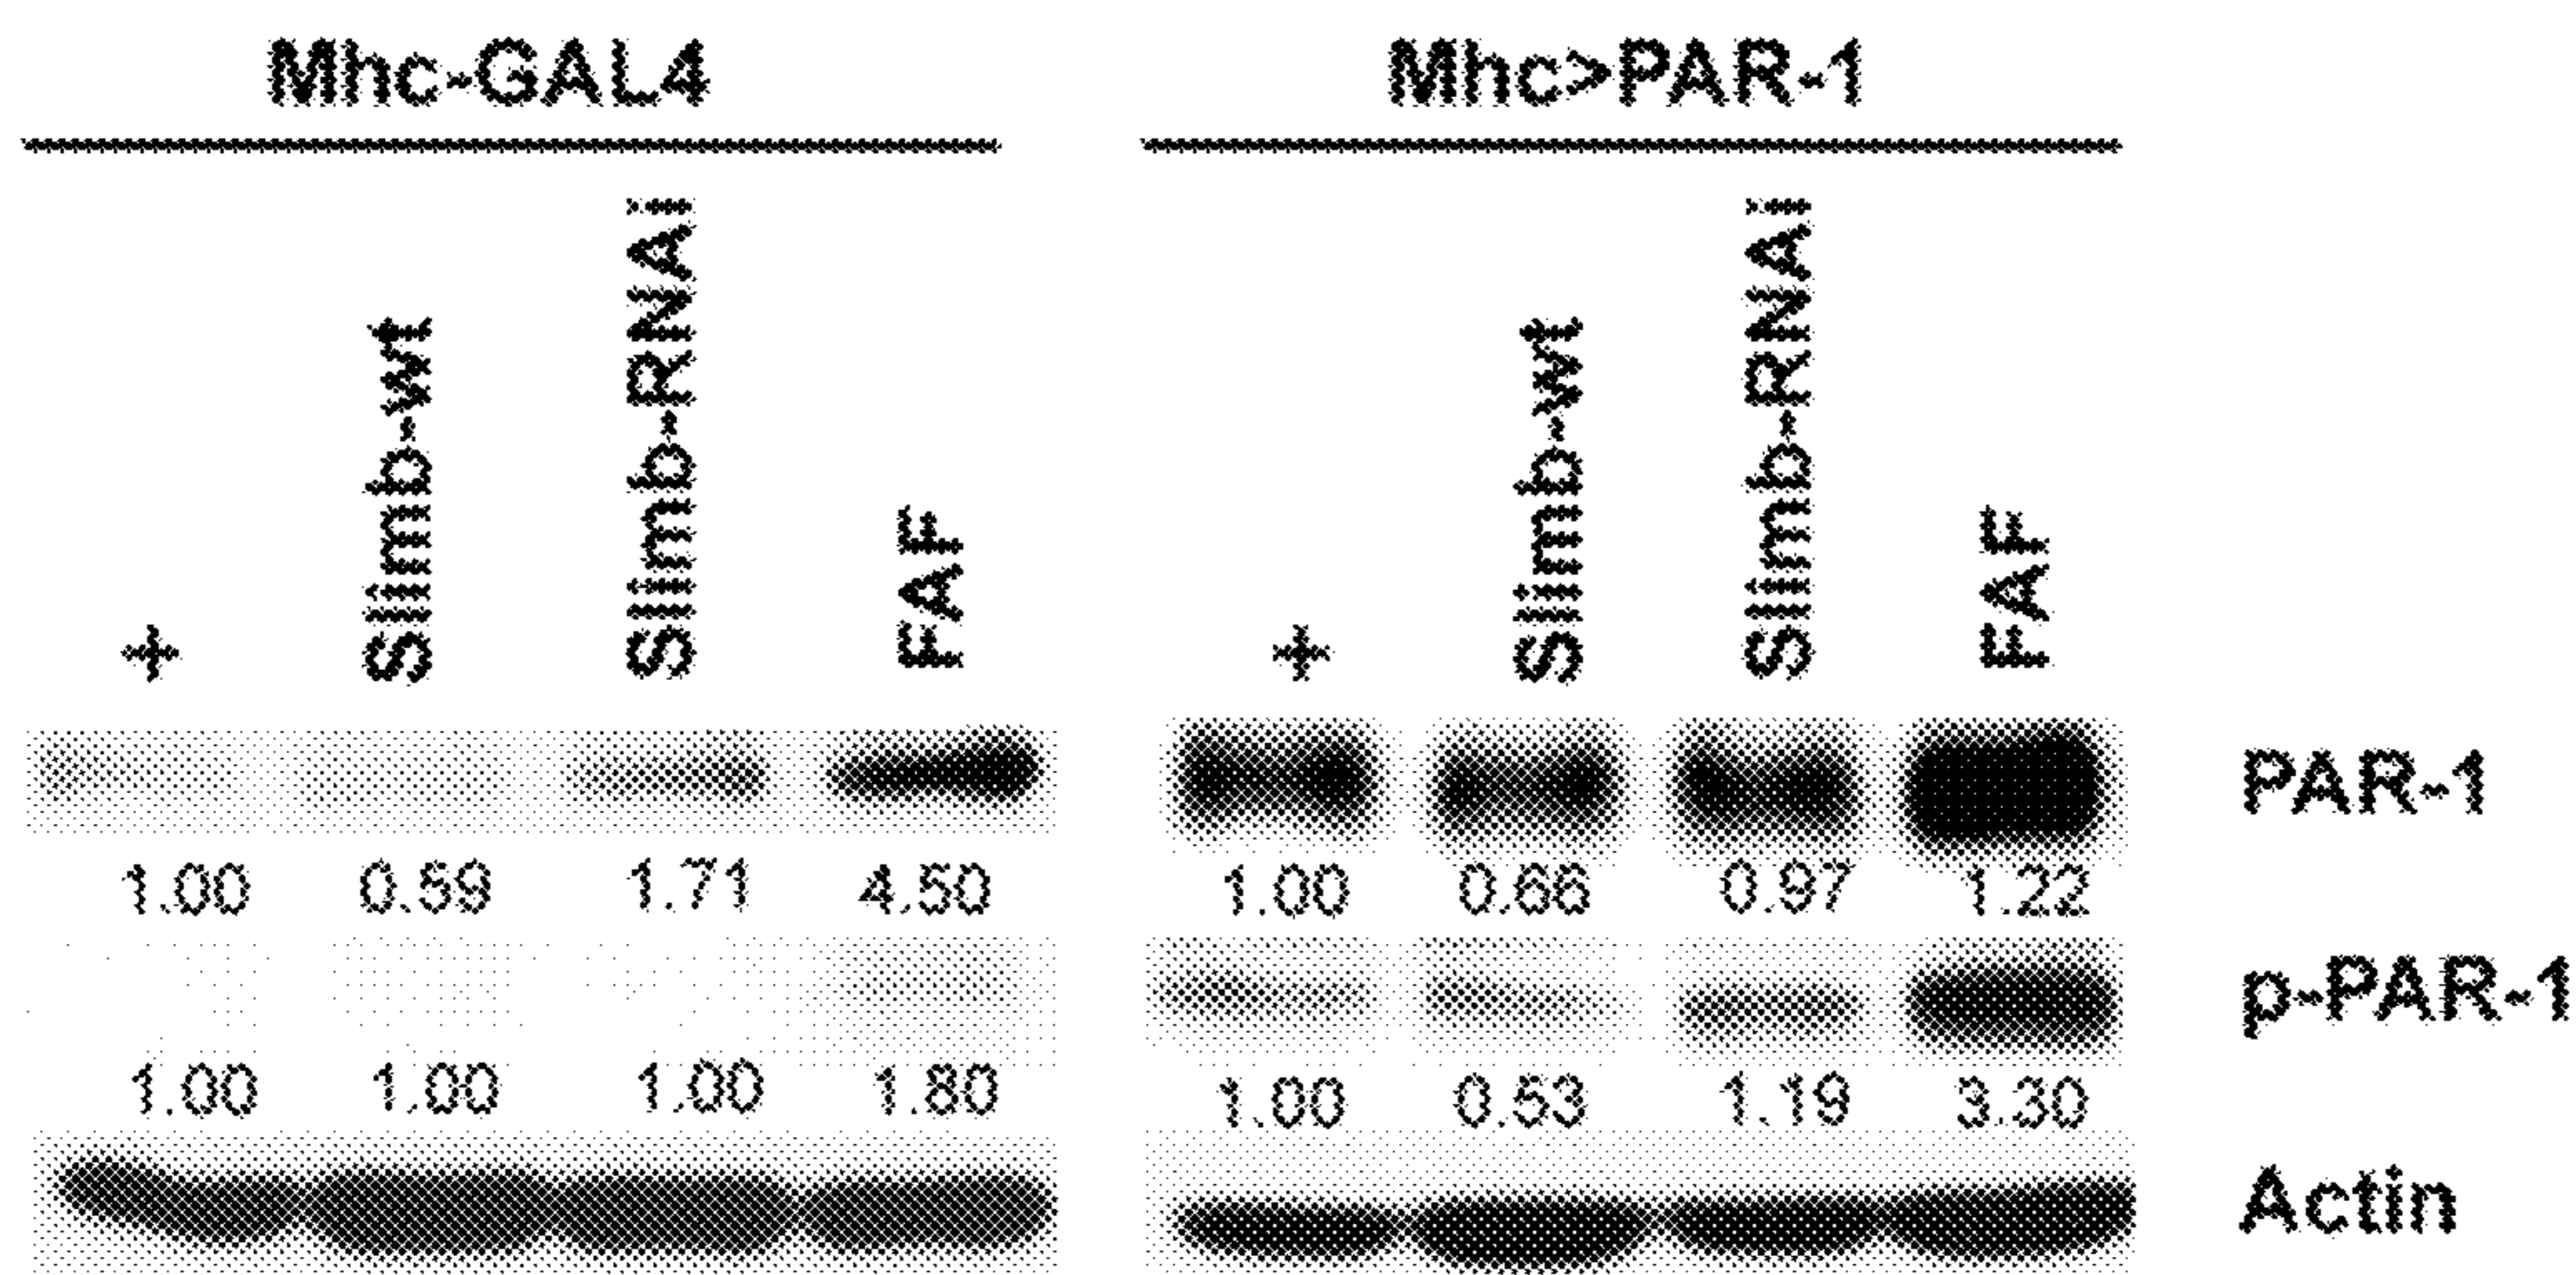 Mhc-GAL4 Mhc>PAR-1
+ Slimb-wt Slimb-RNAi FAF + Slimb-wt Slimb-RNAi FAF
PAR-1
1.00 0.59 1.71 4.50 1.00 0.66 0.97 1.22
p-PAR-1
1.00 1.00 1.00 1.80 1.00 0.53 1.19 3.30
Actin